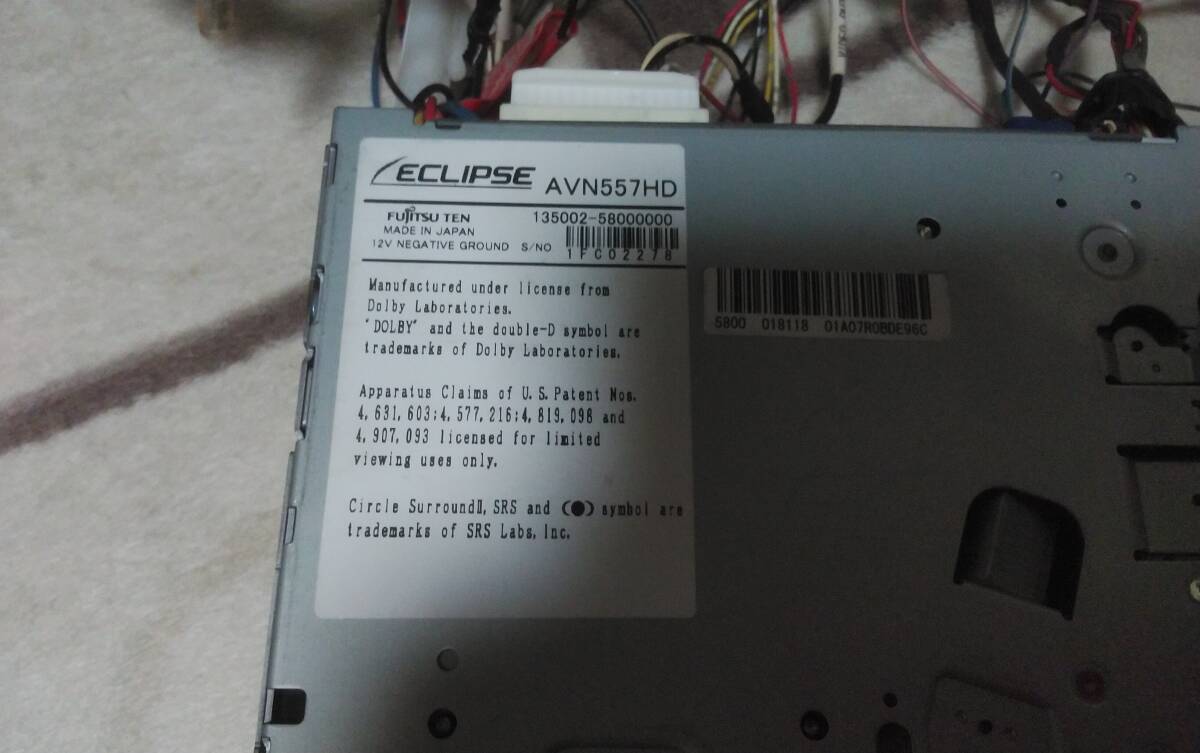 ECLIPSE AVN557HD
FUJITSU TEN 135002-58000000
MADE IN JAPAN
12V NEGATIVE GROUND S/NO 1FC02278
Manufactured under license from
Dolby Laboratories.
"DOLBY" and the double-D symbol are
trademarks of Dolby Laboratories.
Apparatus Claims of U.S. Patent Nos.
4,631,603;4,577,216;4,819,098 and
4,907,093 licensed for limited
viewing uses only.
Circle SurroundⅡ, SRS and (●) symbol are
trademarks of SRS Labs, Inc.
5800 018118 01A07R0BDE96C